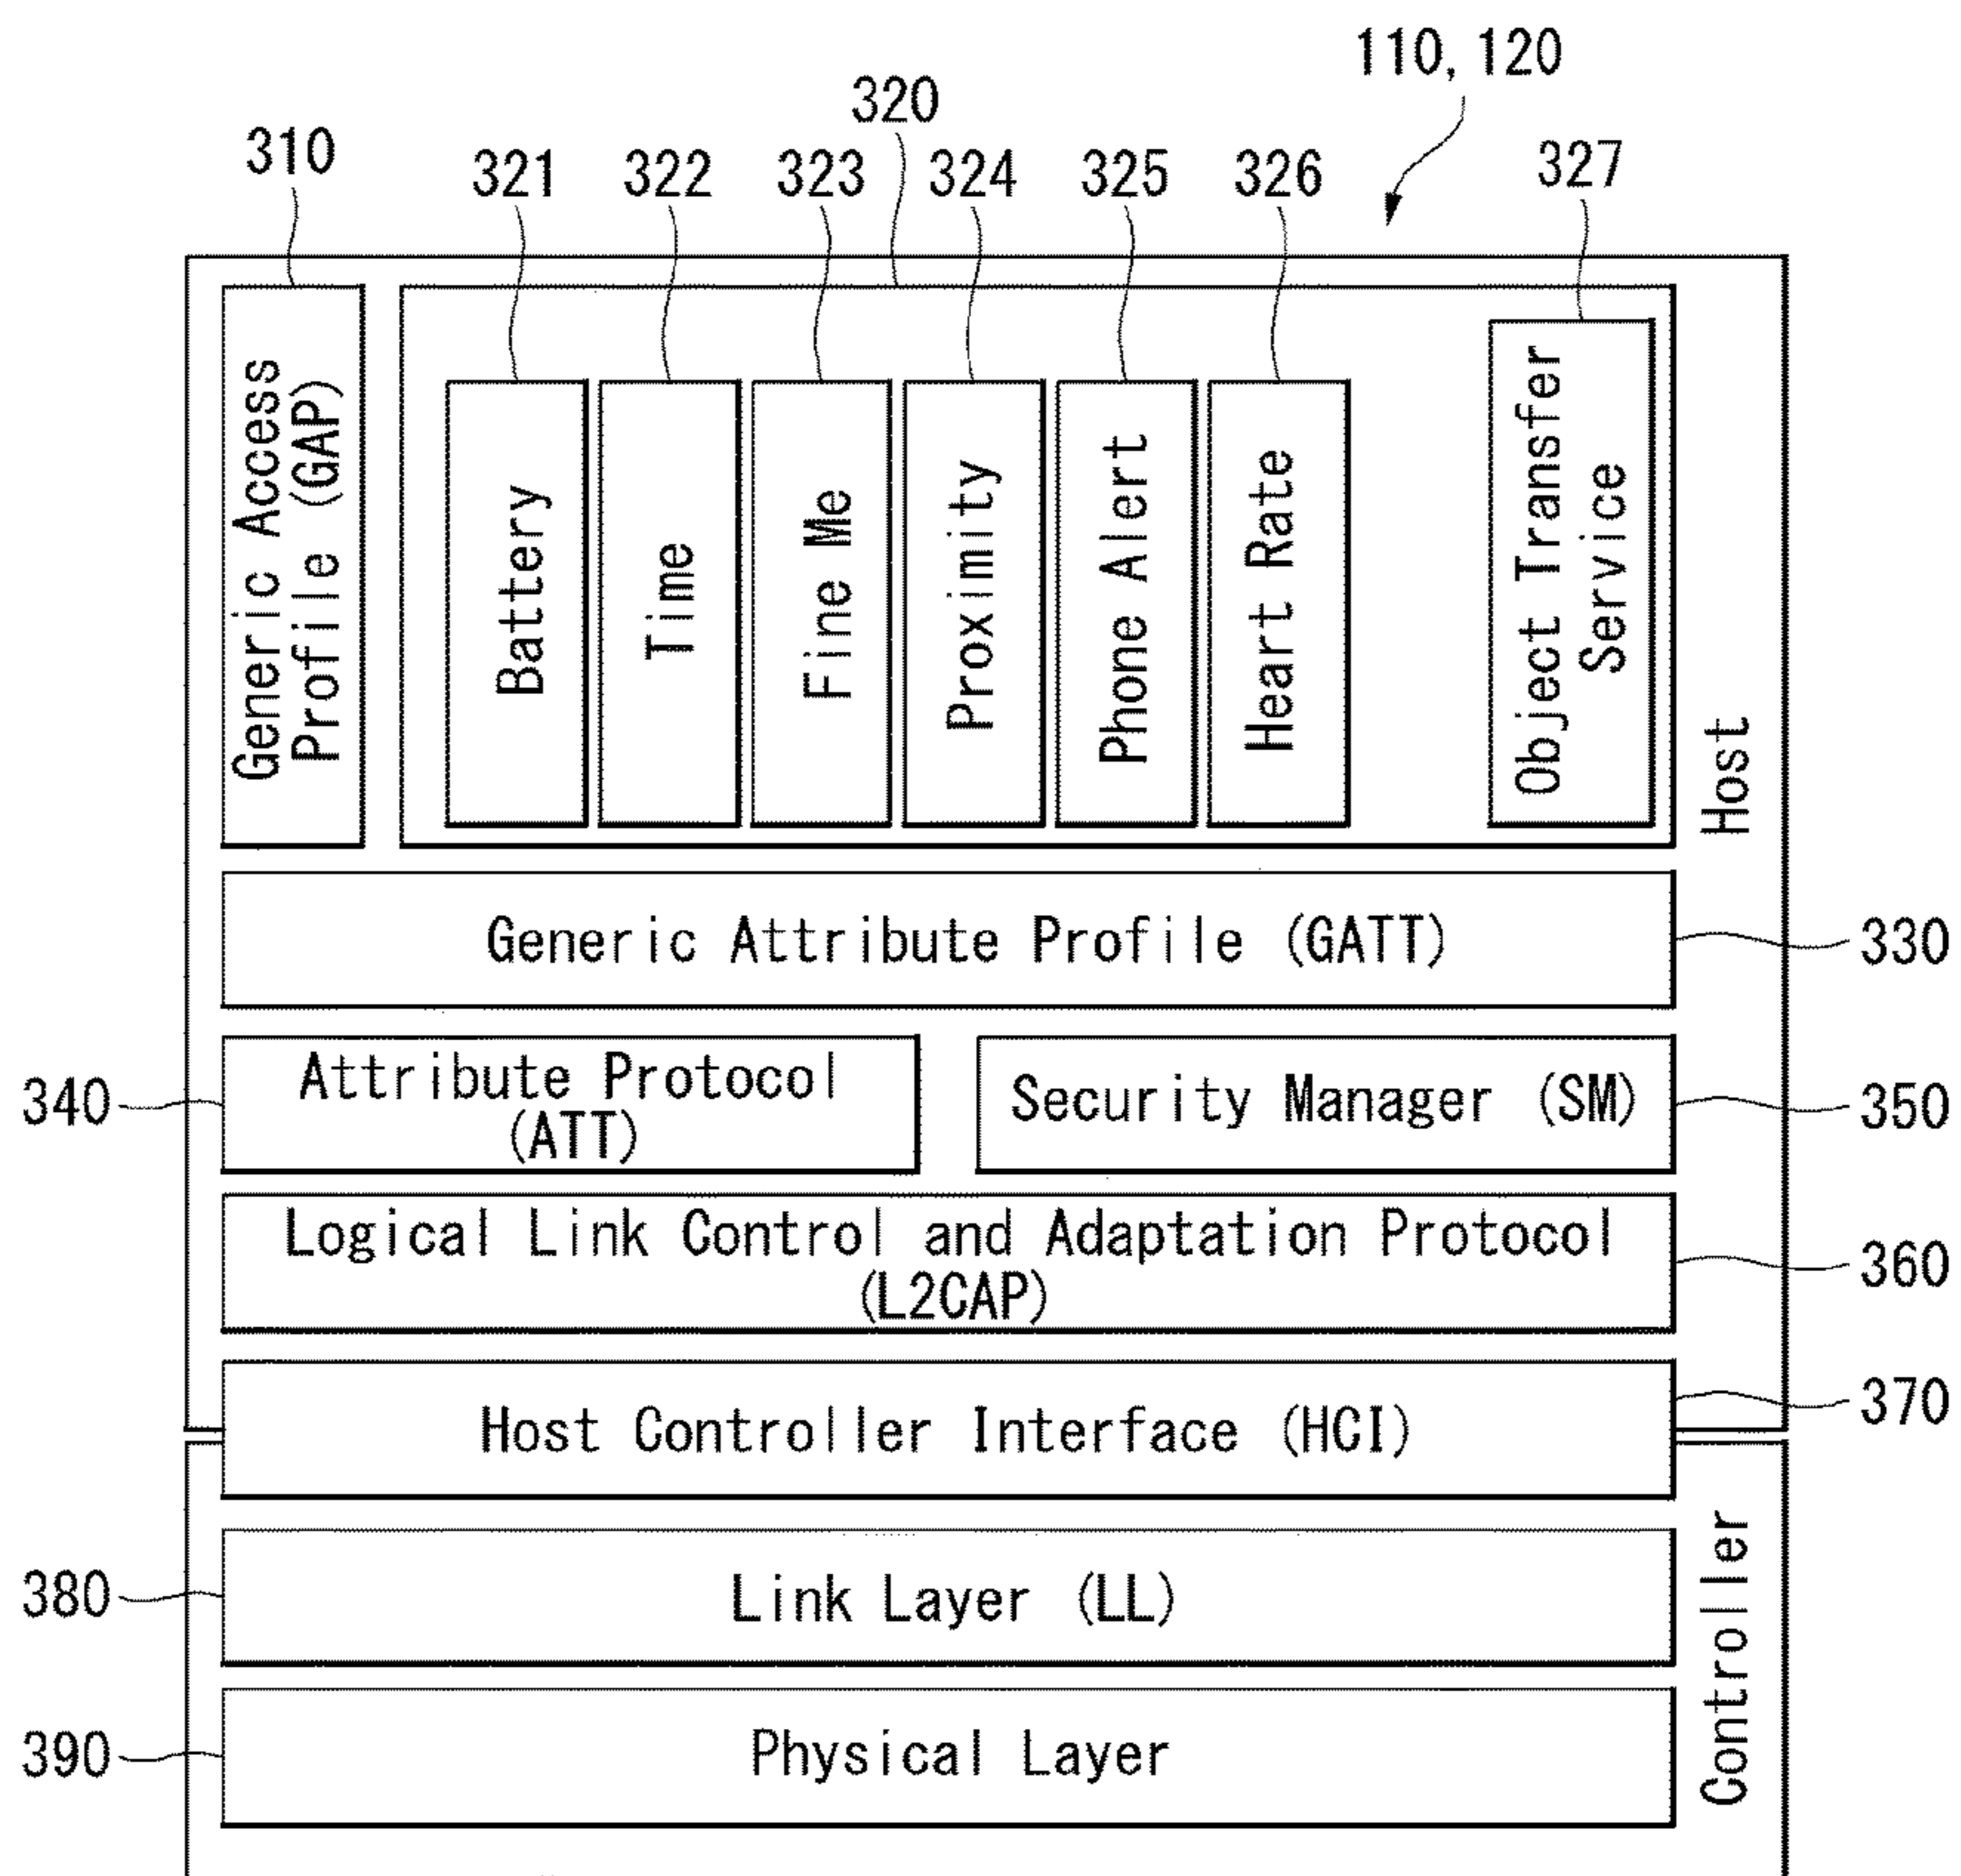 110, 120
320
310
321
322
323
324
325
326
327
Generic Access
Profile (GAP)
Battery
Time
Fine Me
Proximity
Phone Alert
Heart Rate
Object Transfer
Service
Host
Generic Attribute Profile (GATT)
330
340
Attribute Protocol
(ATT)
Security Manager (SM)
350
Logical Link Control and Adaptation Protocol
(L2CAP)
360
Host Controller Interface (HCI)
370
380
Link Layer (LL)
Controller
390
Physical Layer